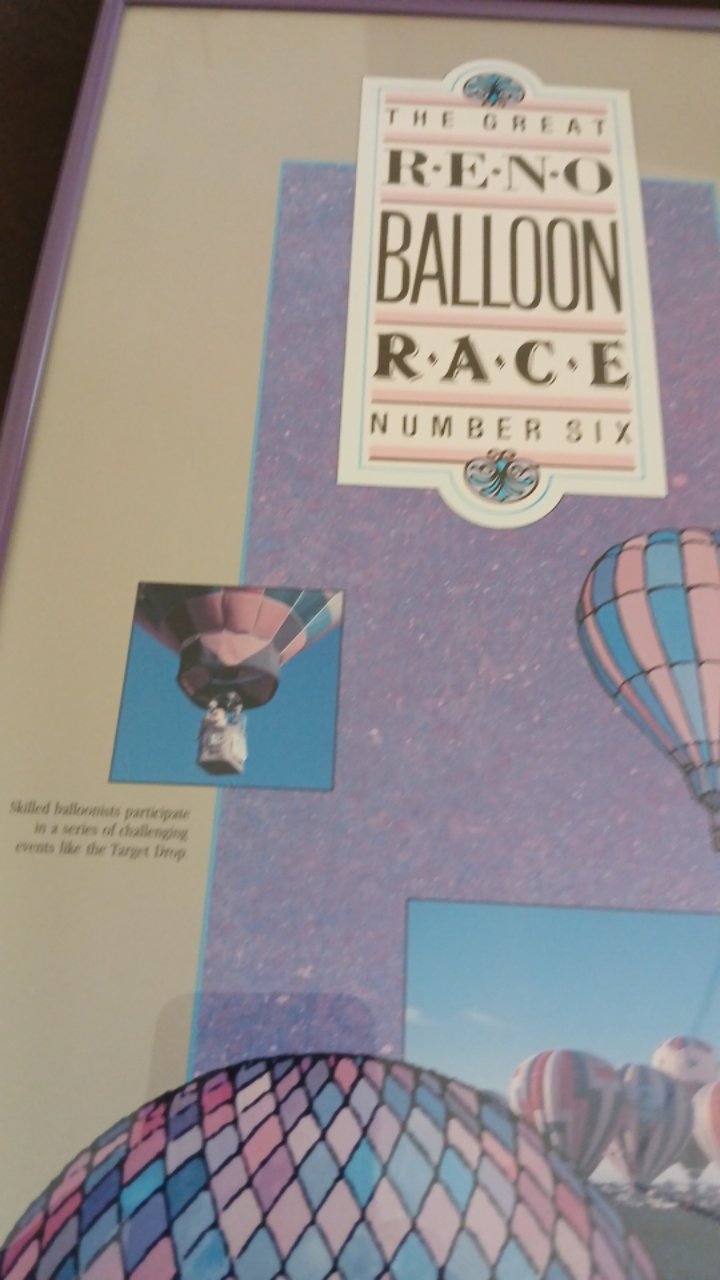 THE GREAT
R·E·N·O
BALLOON
R·A·C·E
NUMBER SIX
Skilled balloonists participate
in a series of challenging
events like the Target Drop